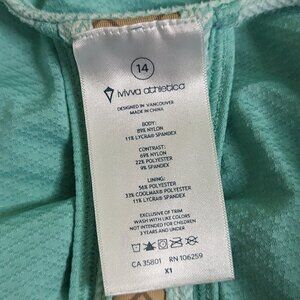 14
ivivva athletica
DESIGNED IN VANCOUVER
MADE IN CHINA
BODY:
89% NYLON
11% LYCRA® SPANDEX
CONTRAST:
69% NYLON
22% POLYESTER
9% SPANDEX
LINING:
56% POLYESTER
33% COOLMAX® POLYESTER
11% LYCRA® SPANDEX
EXCLUSIVE OF TRIM
WASH WITH LIKE COLORS
NOT INTENDED FOR CHILDREN
3 YEARS AND UNDER
CA 35801 RN 106259
X1